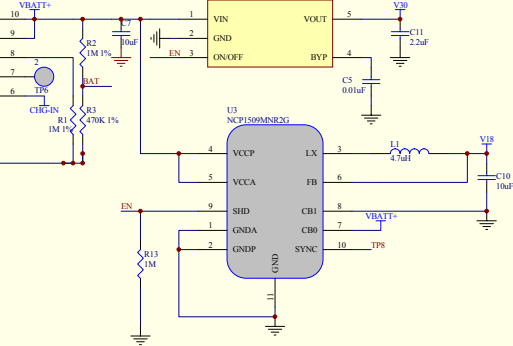 VBATT+
10
9
8
7
6
2
TP6
CHG-IN
R2
1M 1%
BAT
R1
1M 1%
R3
470K 1%
C7
10uF
1
VIN
2
GND
EN
3
ON/OFF
VOUT
5
BYP
4
V30
C11
2.2uF
C5
0.01uF
U3
NCP1509MNR2G
4
VCCP
5
VCCA
EN
9
SHD
1
GNDA
2
GNDP
GND
11
LX
3
FB
6
CB1
8
CB0
7
SYNC
10
TP8
VBATT+
L1
4.7uH
V18
C10
10uF
R13
1M